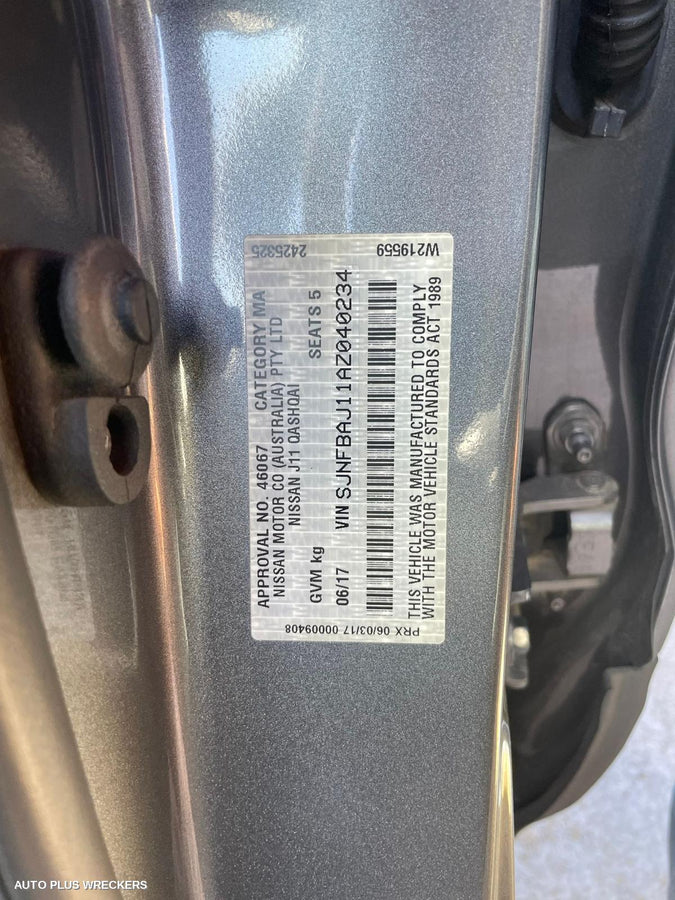 APPROVAL NO. 46067 CATEGORY MA
NISSAN MOTOR CO (AUSTRALIA) PTY LTD
NISSAN J11 QASHQAI
GVM kg SEATS 5
06/17 VIN SJNFBAJ11AZ040234
THIS VEHICLE WAS MANUFACTURED TO COMPLY
WITH THE MOTOR VEHICLE STANDARDS ACT 1989
2425325
W219559
PRX 06/03/17 00009408
AUTO PLUS WRECKERS